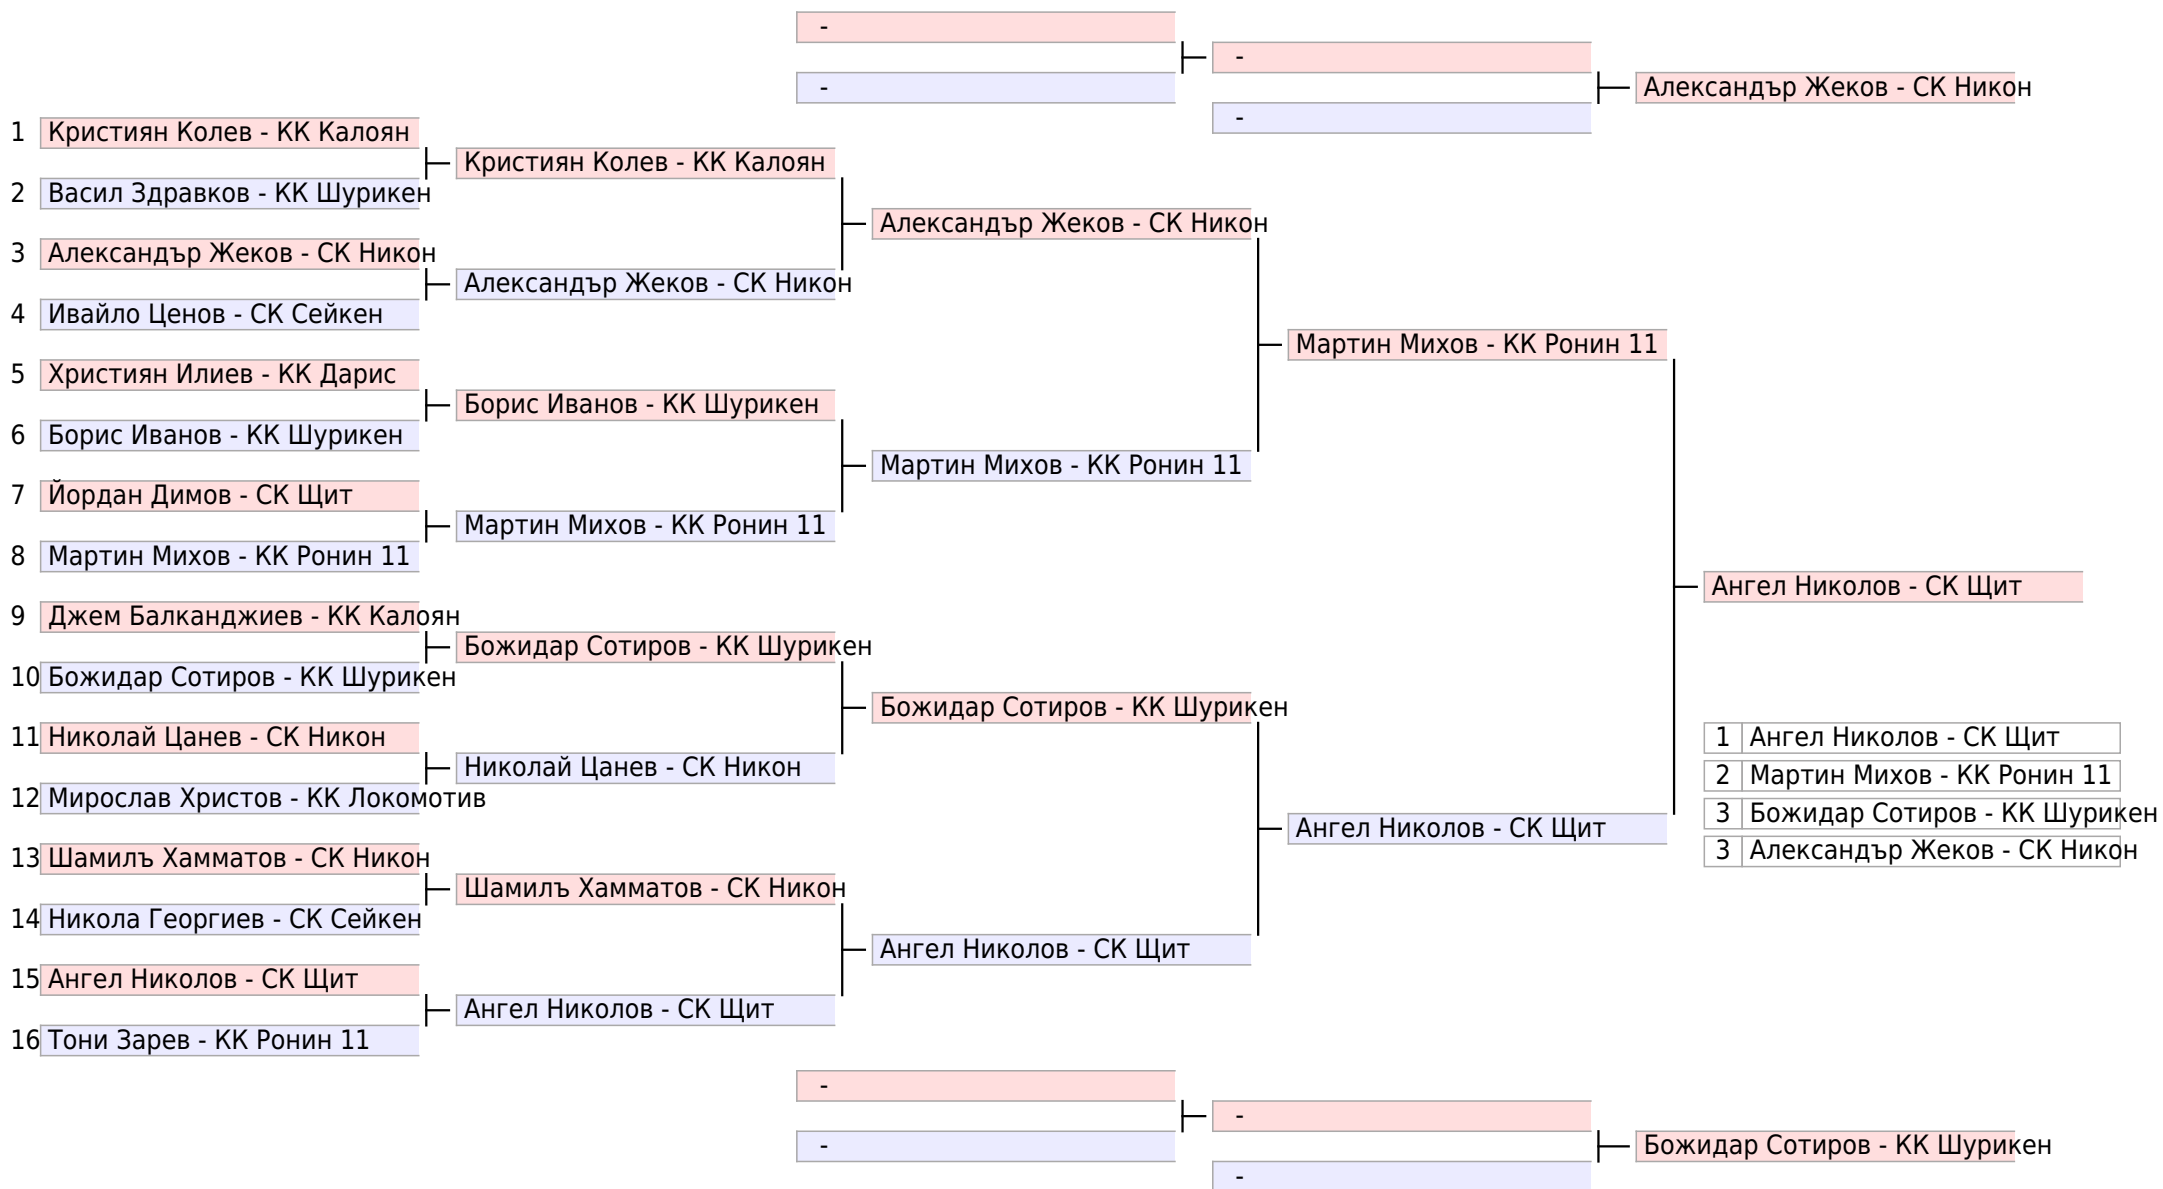 -
-
-
-
Александър Жеков - СК Никон
1 Кристиян Колев - КК Калоян
2 Васил Здравков - КК Шурикен
3 Александър Жеков - СК Никон
4 Ивайло Ценов - СК Сейкен
5 Християн Илиев - КК Дарис
6 Борис Иванов - КК Шурикен
7 Йордан Димов - СК Щит
8 Мартин Михов - КК Ронин 11
9 Джем Балканджиев - КК Калоян
10 Божидар Сотиров - КК Шурикен
11 Николай Цанев - СК Никон
12 Мирослав Христов - КК Локомотив
13 Шамилъ Хамматов - СК Никон
14 Никола Георгиев - СК Сейкен
15 Ангел Николов - СК Щит
16 Тони Зарев - КК Ронин 11
Кристиян Колев - КК Калоян
Александър Жеков - СК Никон
Борис Иванов - КК Шурикен
Мартин Михов - КК Ронин 11
Божидар Сотиров - КК Шурикен
Николай Цанев - СК Никон
Шамилъ Хамматов - СК Никон
Ангел Николов - СК Щит
Александър Жеков - СК Никон
Мартин Михов - КК Ронин 11
Божидар Сотиров - КК Шурикен
Ангел Николов - СК Щит
Мартин Михов - КК Ронин 11
Ангел Николов - СК Щит
Ангел Николов - СК Щит
1 Ангел Николов - СК Щит
2 Мартин Михов - КК Ронин 11
3 Божидар Сотиров - КК Шурикен
3 Александър Жеков - СК Никон
-
-
-
-
Божидар Сотиров - КК Шурикен